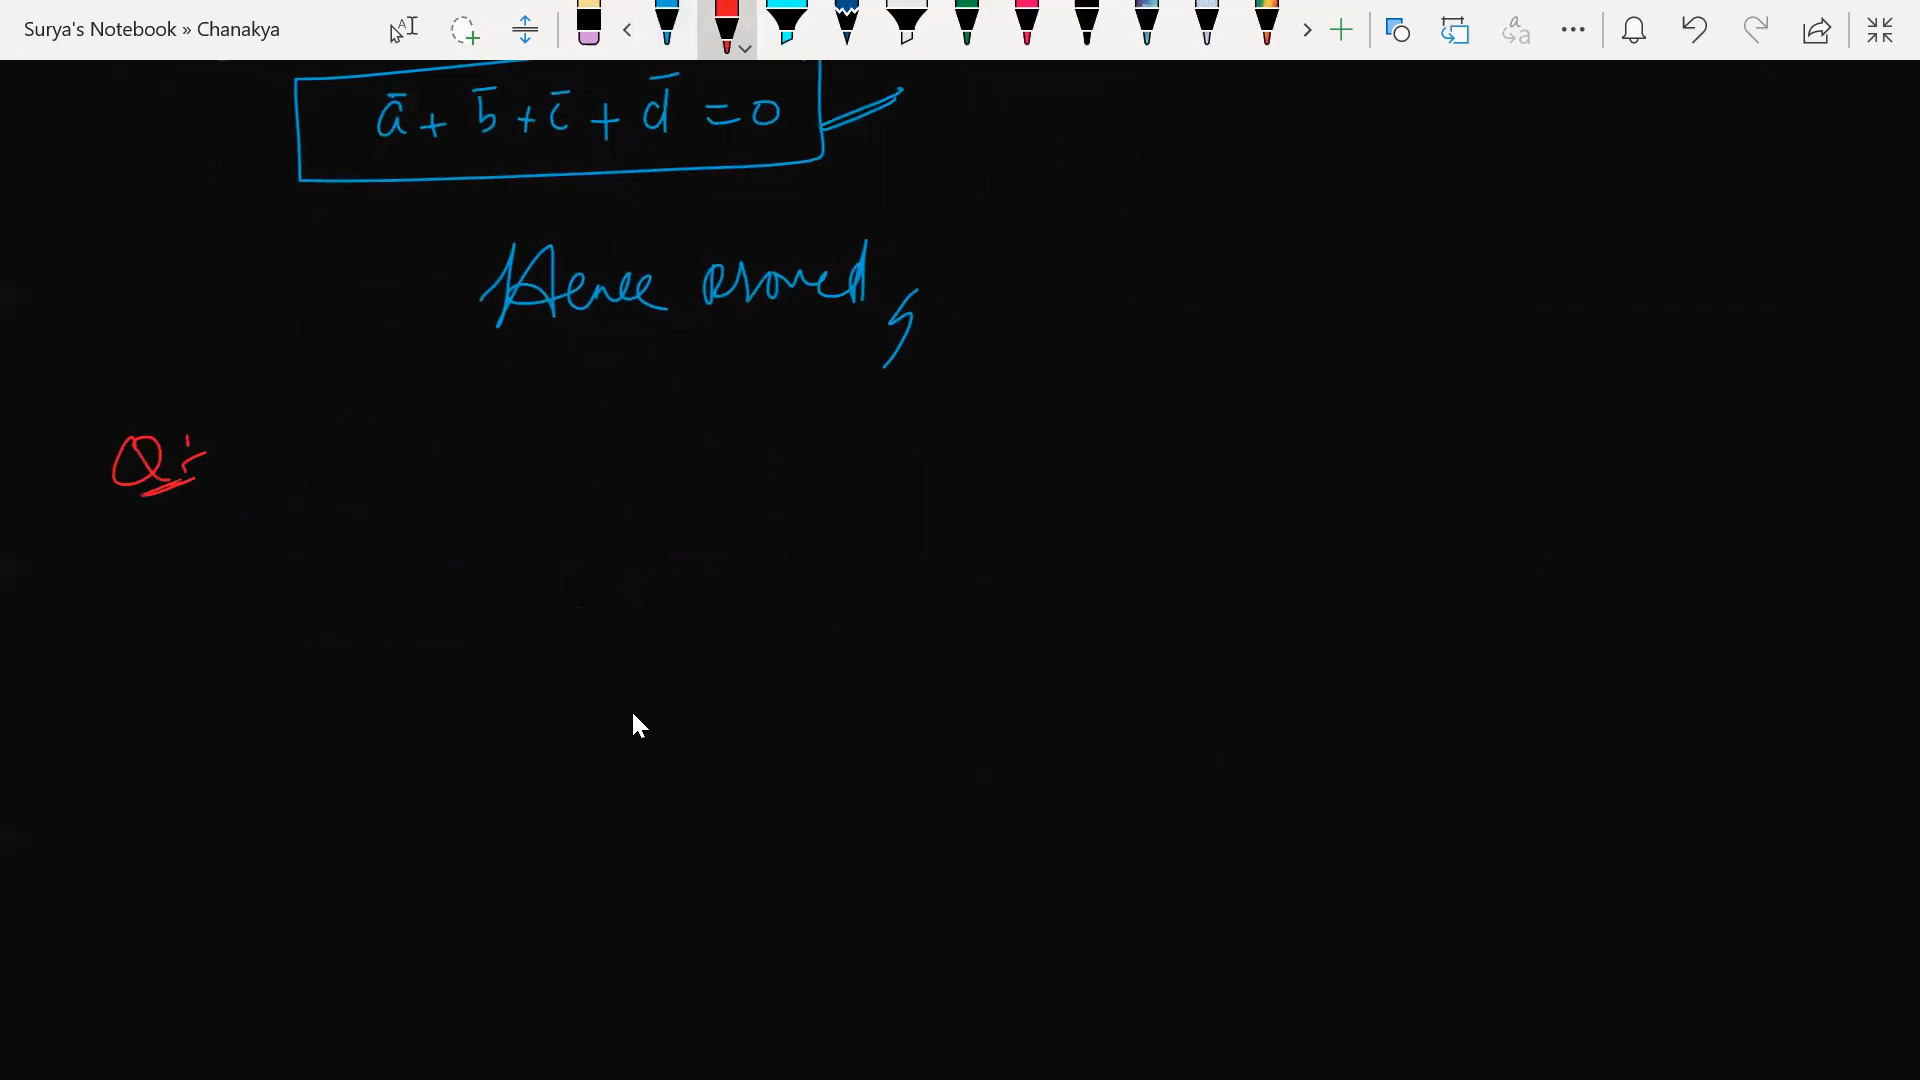 Surya's Notebook » Chanakya
ā + b̄ + c̄ + d̄ = 0
Hence proved
Q:-